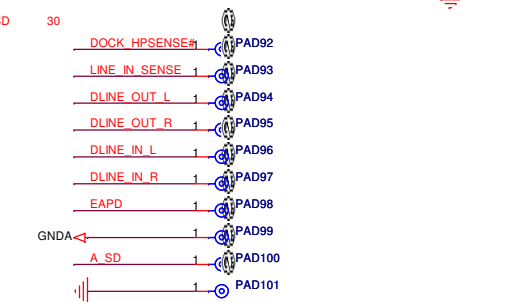 SD 30
DOCK_HPSENSE# 1 PAD92
LINE_IN_SENSE 1 PAD93
DLINE_OUT_L 1 PAD94
DLINE_OUT_R 1 PAD95
DLINE_IN_L 1 PAD96
DLINE_IN_R 1 PAD97
EAPD 1 PAD98
GNDA 1 PAD99
A_SD 1 PAD100
1 PAD101